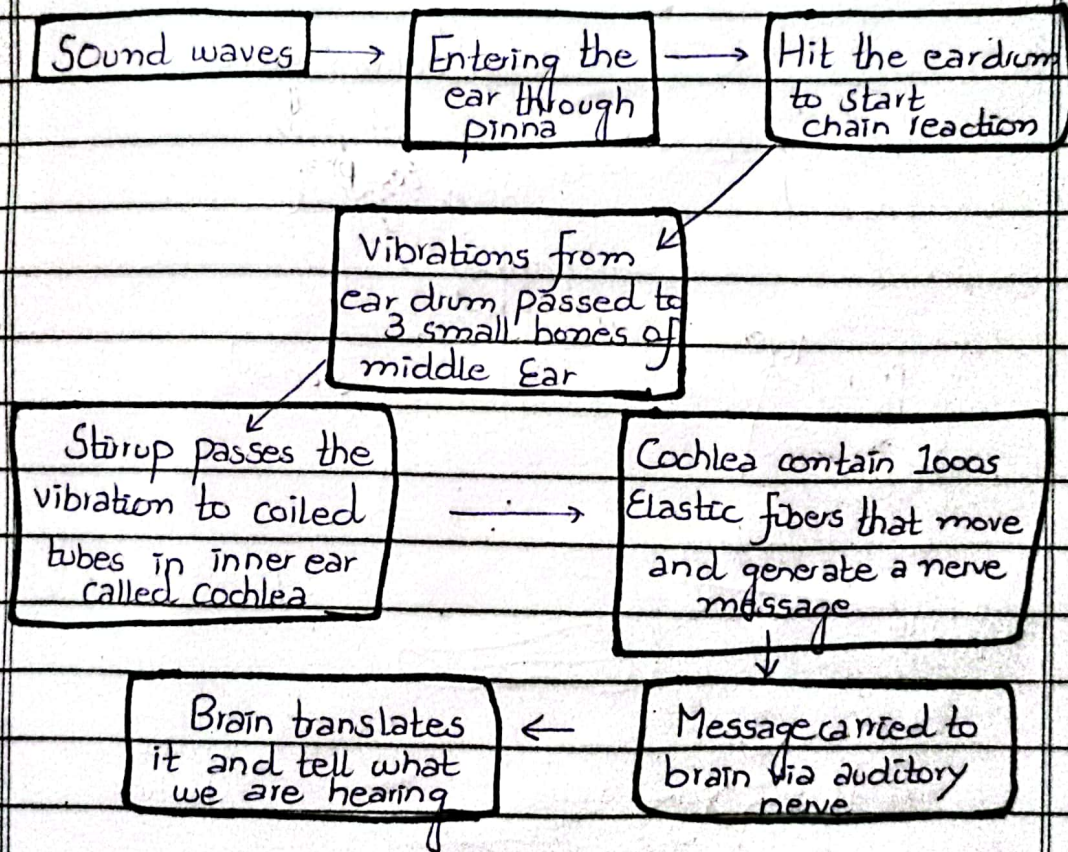 Sound waves
Entering the
ear through
pinna
Hit the eardrum
to start
chain reaction
Vibrations from
ear drum passed to
3 small bones of
middle Ear
Stirrup passes the
vibration to coiled
tubes in inner ear
called Cochlea
Cochlea contain 1000s
Elastic fibers that move
and generate a nerve
message
Message carried to
brain via auditory
nerve
Brain translates
it and tell what
we are hearing